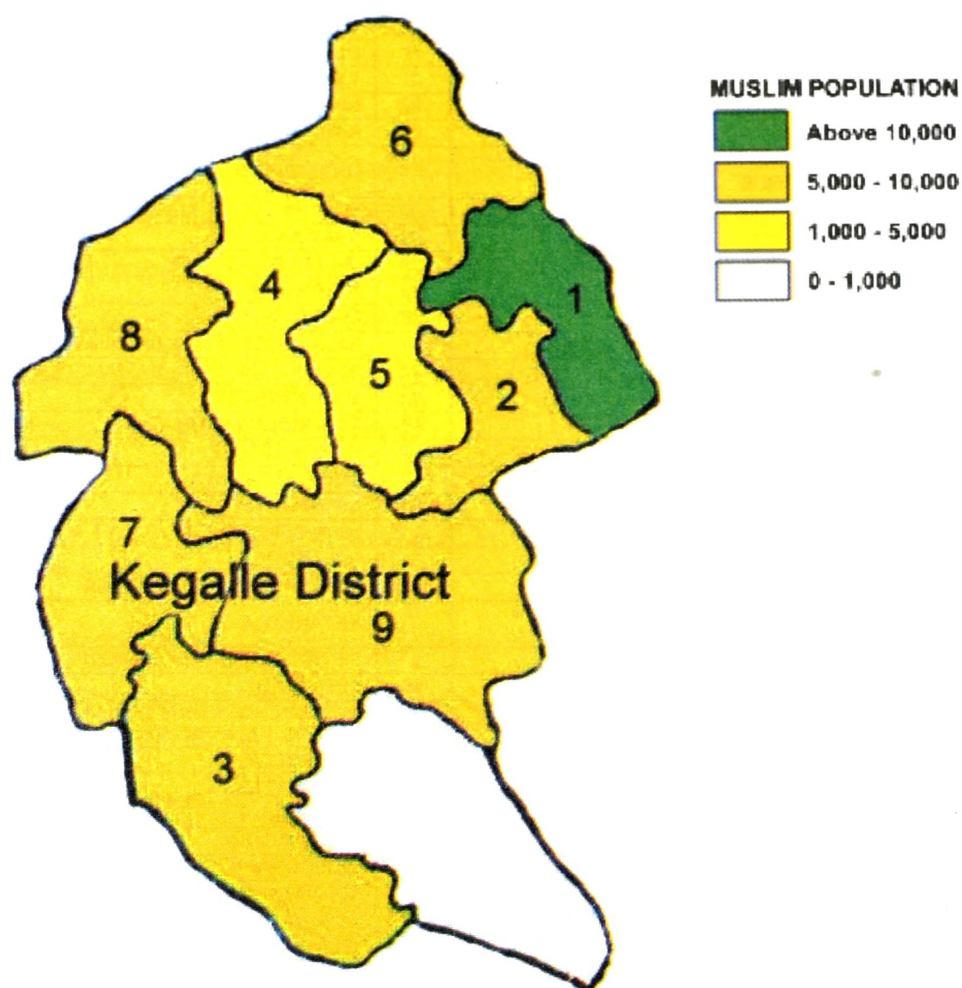 MUSLIM POPULATION
Above 10,000
5,000 - 10,000
1,000 - 5,000
0 - 1,000
6
1
4
8
5
2
7
Kegalle District
9
3